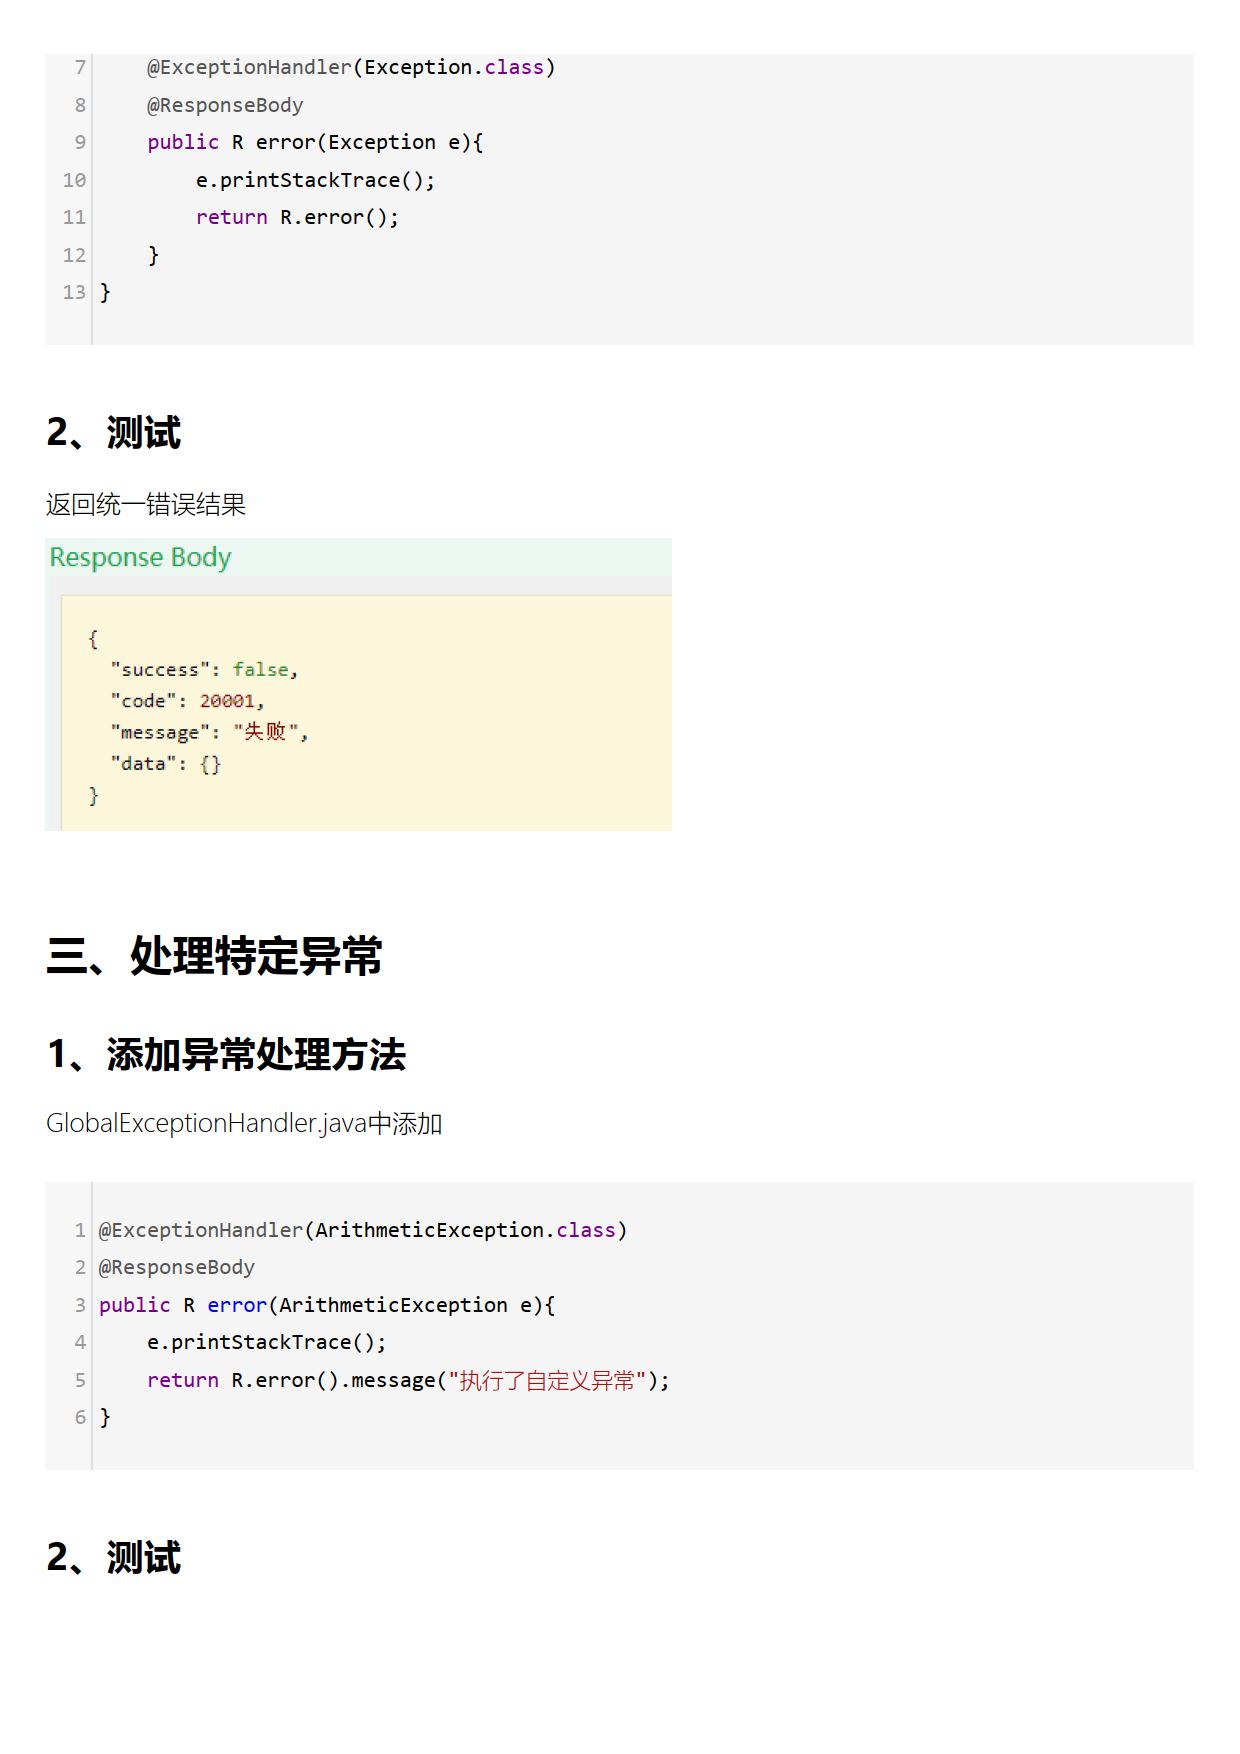 7 @ExceptionHandler(Exception.class)
8 @ResponseBody
9 public R error(Exception e){
10 e.printStackTrace();
11 return R.error();
12 }
13 }
2、测试
返回统一错误结果
Response Body
{
"success": false,
"code": 20001,
"message": "失败",
"data": {}
}
三、处理特定异常
1、添加异常处理方法
GlobalExceptionHandler.java中添加
1 @ExceptionHandler(ArithmeticException.class)
2 @ResponseBody
3 public R error(ArithmeticException e){
4 e.printStackTrace();
5 return R.error().message("执行了自定义异常");
6 }
2、测试